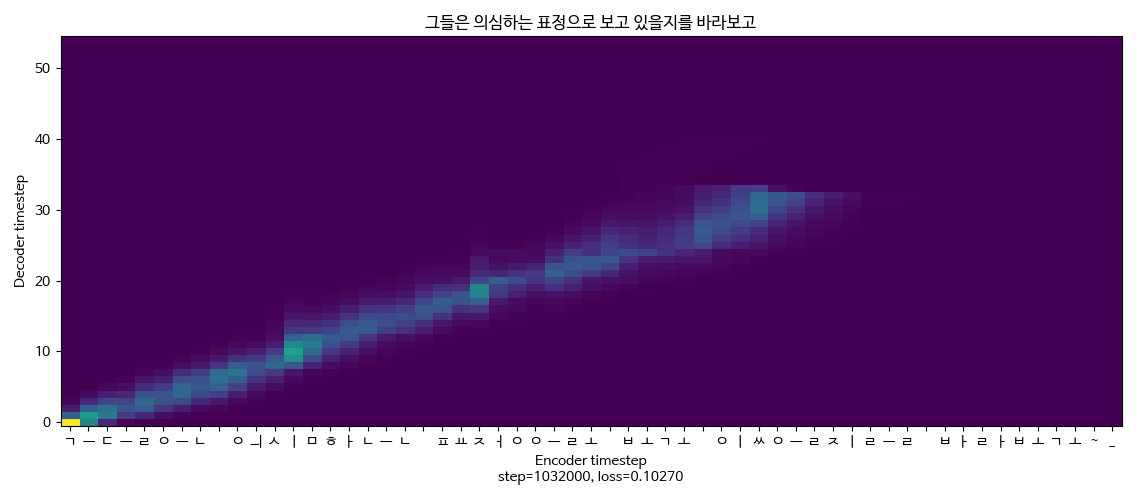 그들은 의심하는 표정으로 보고 있을지를 바라보고
50
40
30
20
10
0
Decoder timestep
ㄱ ㅡ ㄷ ㅡ ㄹ ㅇ ㅡ ㄴ ㅇ ㅢ ㅅ ㅣ ㅁ ㅎ ㅏ ㄴ ㅡ ㄴ ㅍ ㅛ ㅈ ㅓ ㅇ ㅇ ㅡ ㄹ ㅗ ㅂ ㅗ ㄱ ㅗ ㅇ ㅣ ㅆ ㅇ ㅡ ㄹ ㅈ ㅣ ㄹ ㅡ ㄹ ㅂ ㅏ ㄹ ㅏ ㅂ ㅗ ㄱ ㅗ ~ _
Encoder timestep
step=1032000, loss=0.10270